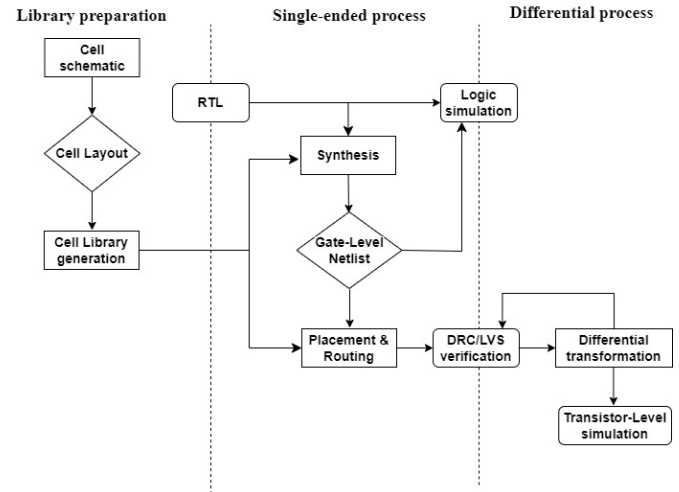 Library preparation
Single-ended process
Differential process
Cell
schematic
RTL
Logic
simulation
Cell Layout
Synthesis
Cell Library
generation
Gate-Level
Netlist
Placement &
Routing
DRC/LVS
verification
Differential
transformation
Transistor-Level
simulation